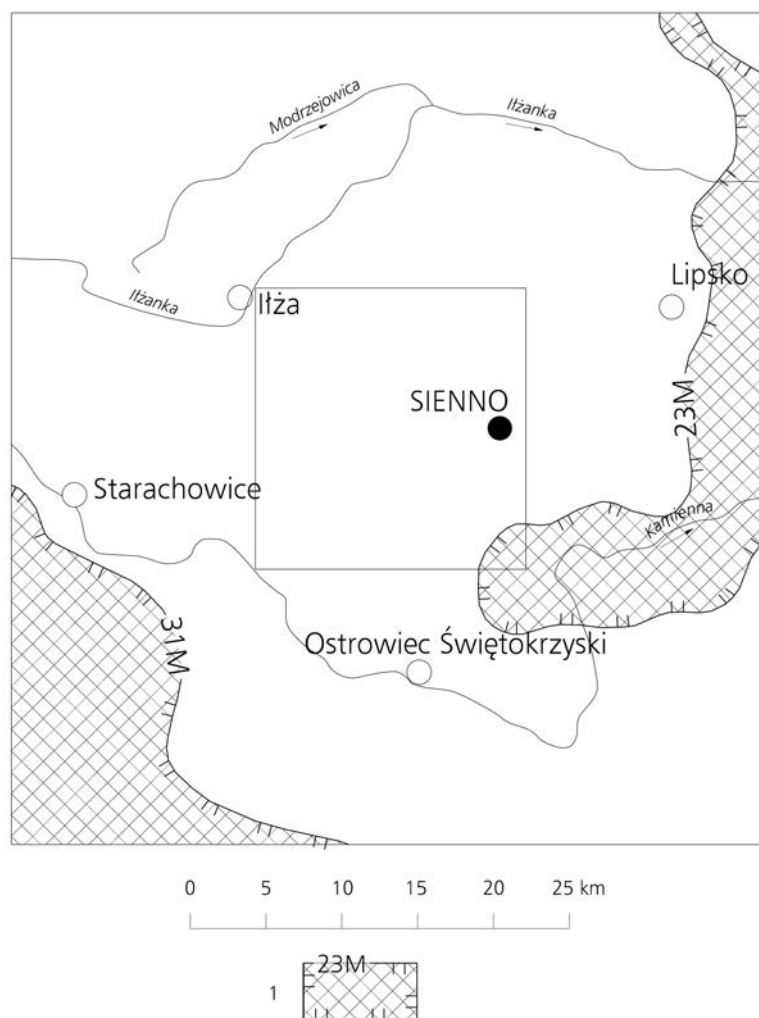 Modrzejowica
Iłżanka
Lipsko
Iłżanka
Iłża
SIENNO
23M
Starachowice
Kamienna
31M
Ostrowiec Świętokrzyski
0 5 10 15 20 25 km
23M
1